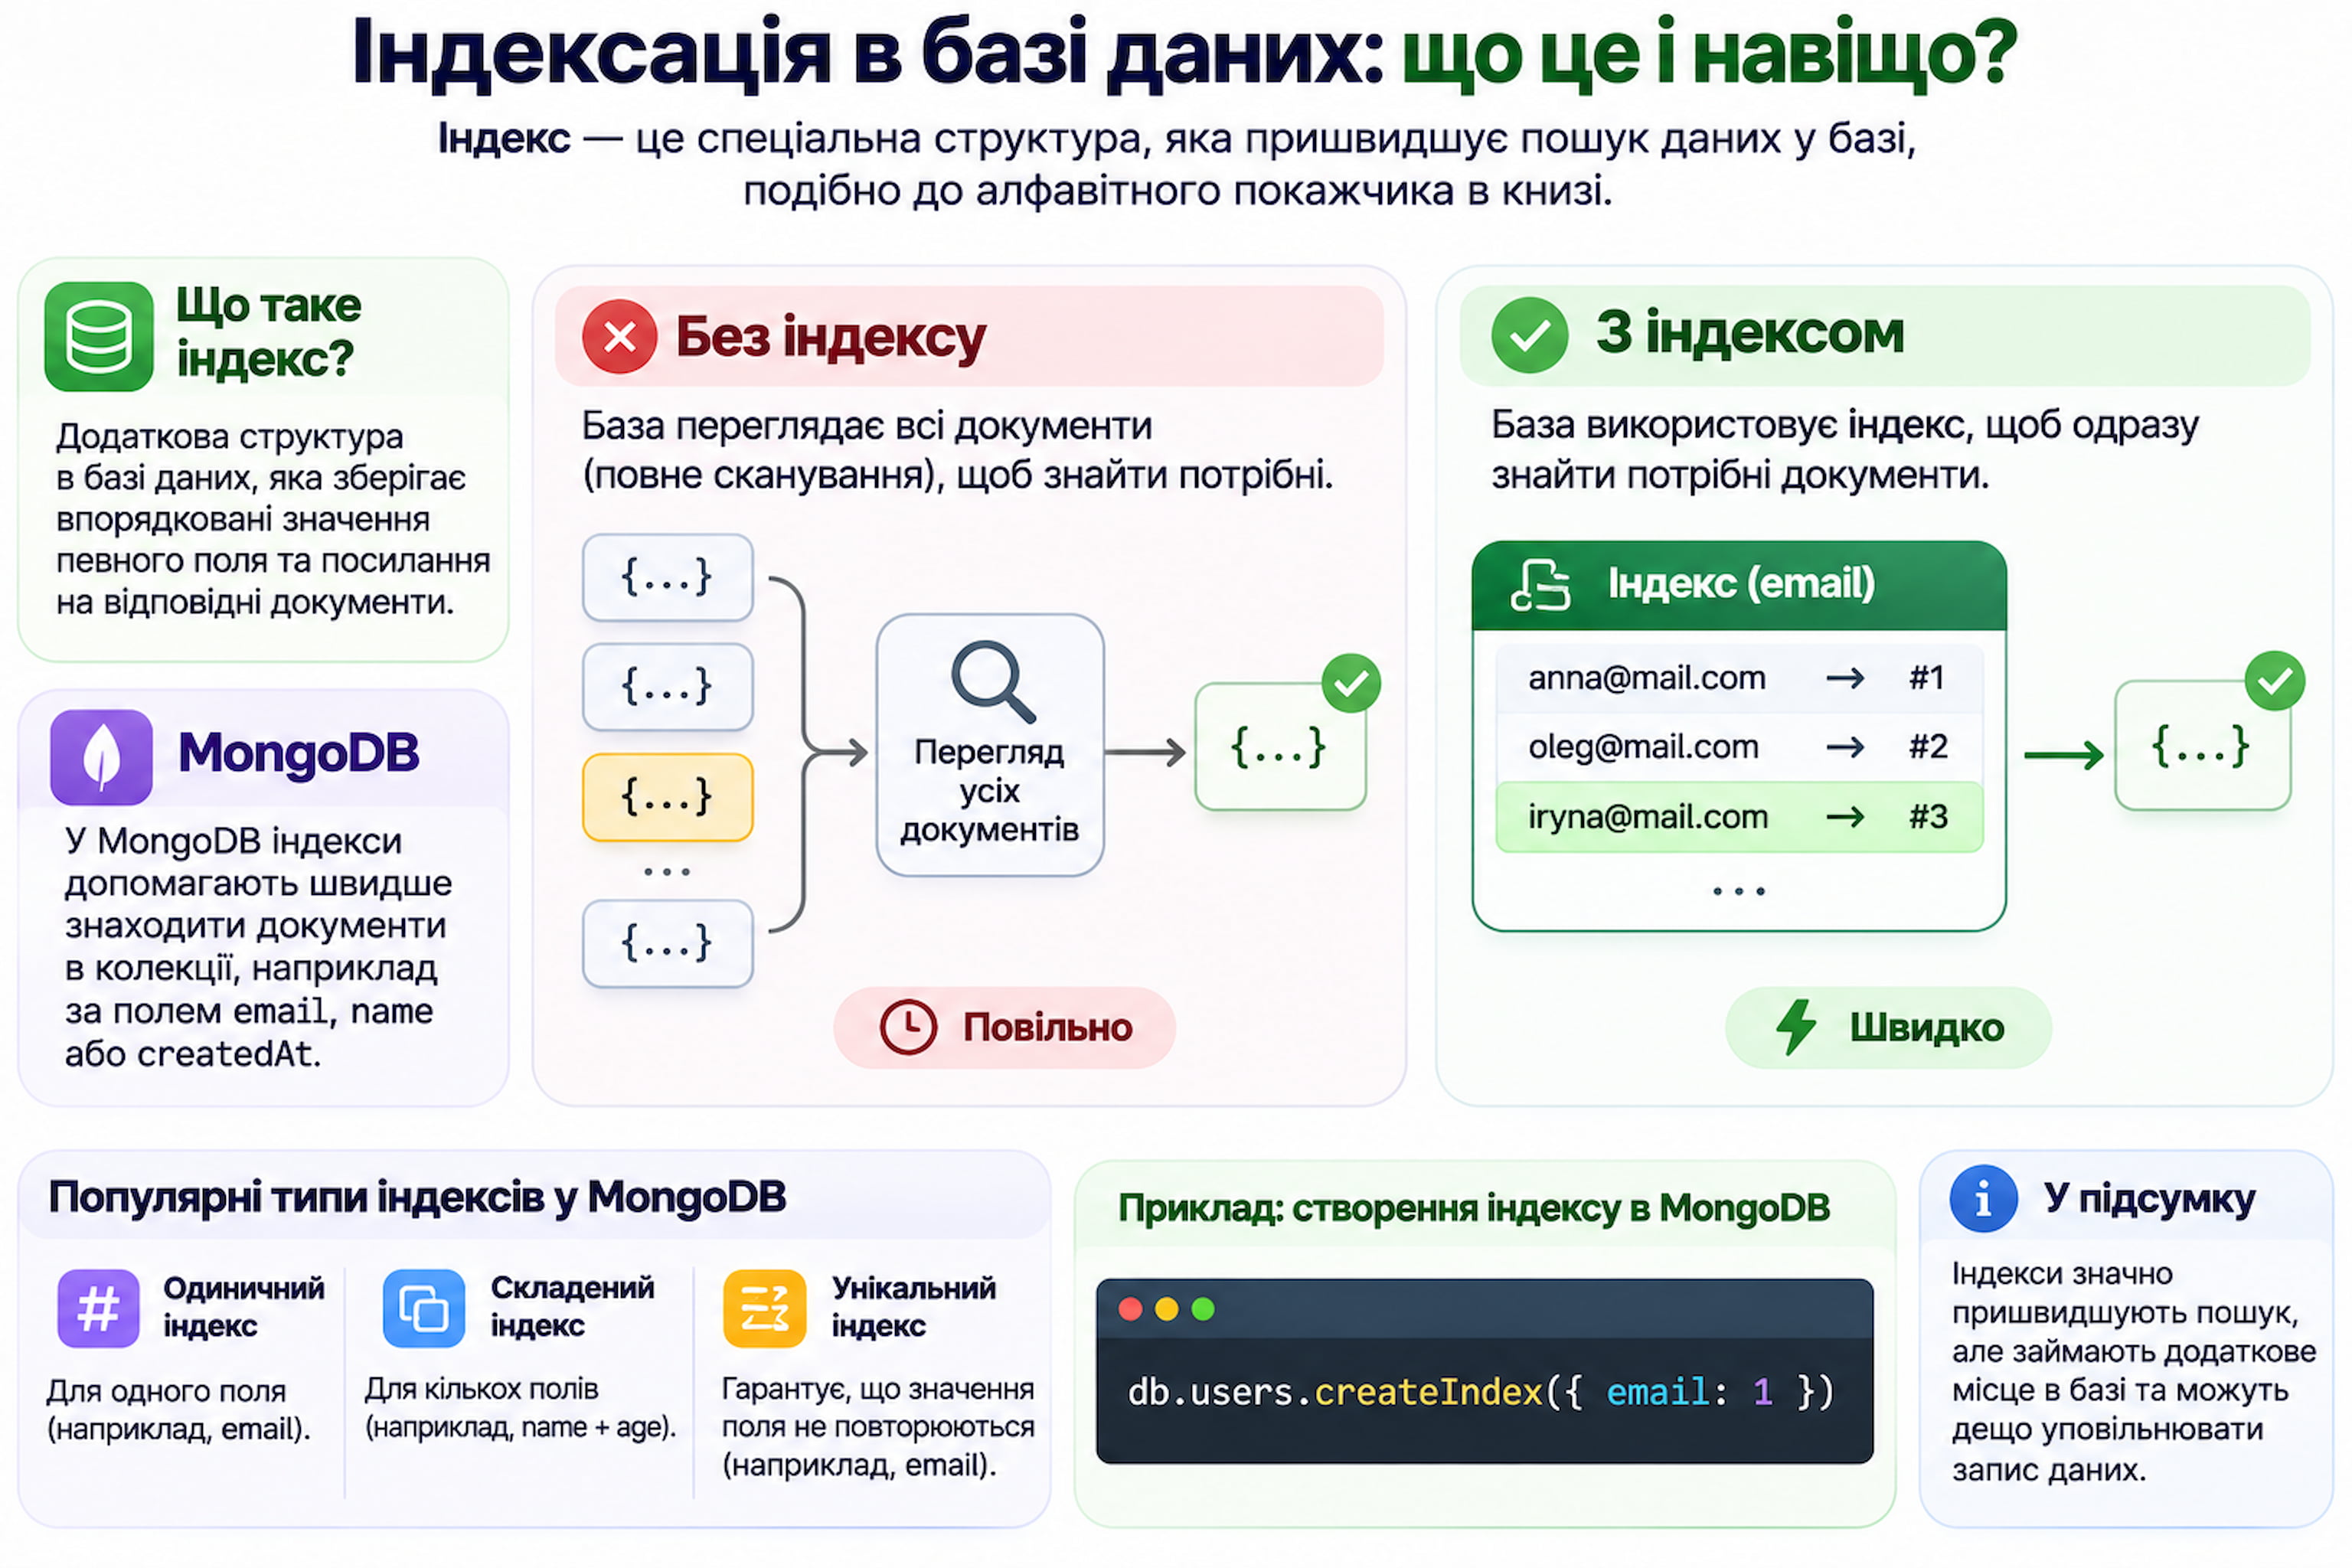 Індексація в базі даних: що це і навіщо?
Індекс — це спеціальна структура, яка пришвидшує пошук даних у базі,
подібно до алфавітного покажчика в книзі.
Що таке
індекс?
Додаткова структура
в базі даних, яка зберігає
впорядковані значення
певного поля та посилання
на відповідні документи.
MongoDB
У MongoDB індекси
допомагають швидше
знаходити документи
в колекції, наприклад
за полем email, name
або createdAt.
Без індексу
База переглядає всі документи
(повне сканування), щоб знайти потрібні.
{...}
{...}
{...}
...
{...}
Перегляд
усіх
документів
{...}
Повільно
З індексом
База використовує індекс, щоб одразу
знайти потрібні документи.
Індекс (email)
anna@mail.com → #1
oleg@mail.com → #2
iryna@mail.com → #3
...
{...}
Швидко
Популярні типи індексів у MongoDB
#
Одиничний
індекс
Для одного поля
(наприклад, email).
Складений
індекс
Для кількох полів
(наприклад, name + age).
Унікальний
індекс
Гарантує, що значення
поля не повторюються
(наприклад, email).
Приклад: створення індексу в MongoDB
db.users.createIndex({ email: 1 })
i
У підсумку
Індекси значно
пришвидшують пошук,
але займають додаткове
місце в базі та можуть
дещо уповільнювати
запис даних.